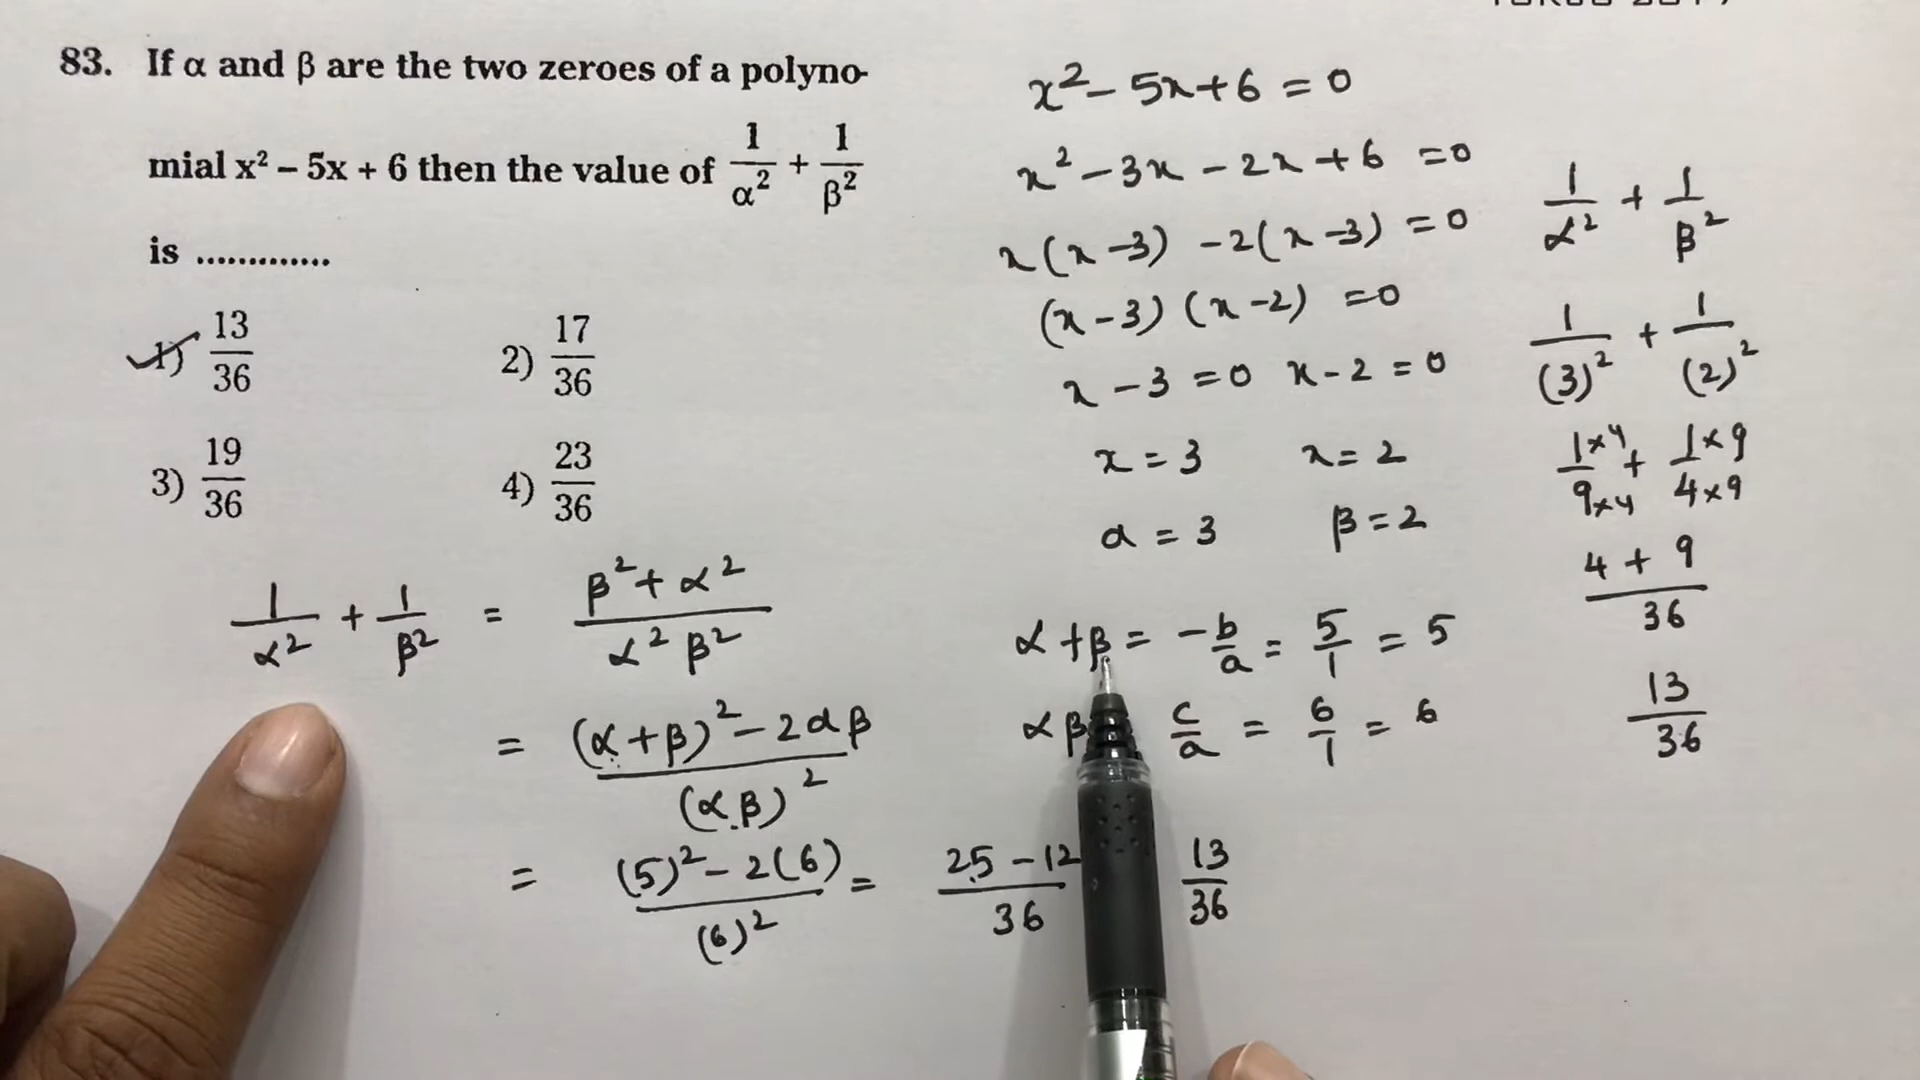 83. If α and β are the two zeroes of a polyno-
mial x² – 5x + 6 then the value of 1/α² + 1/β²
is .............
1) 13/36
2) 17/36
3) 19/36
4) 23/36
1/α² + 1/β² = (β² + α²)/(α² β²)
= ((α + β)² – 2αβ)/(αβ)²
= ((5)² – 2(6))/(6)² = (25 – 12)/36 13/36
x² – 5x + 6 = 0
x² – 3x – 2x + 6 = 0
x(x – 3) – 2(x – 3) = 0
(x – 3) (x – 2) = 0
x – 3 = 0 x – 2 = 0
x = 3 x = 2
α = 3 β = 2
α + β = –b/a = 5/1 = 5
αβ c/a = 6/1 = 6
1/α² + 1/β²
1/(3)² + 1/(2)²
1×4/9×4 + 1×9/4×9
(4 + 9)/36
13/36